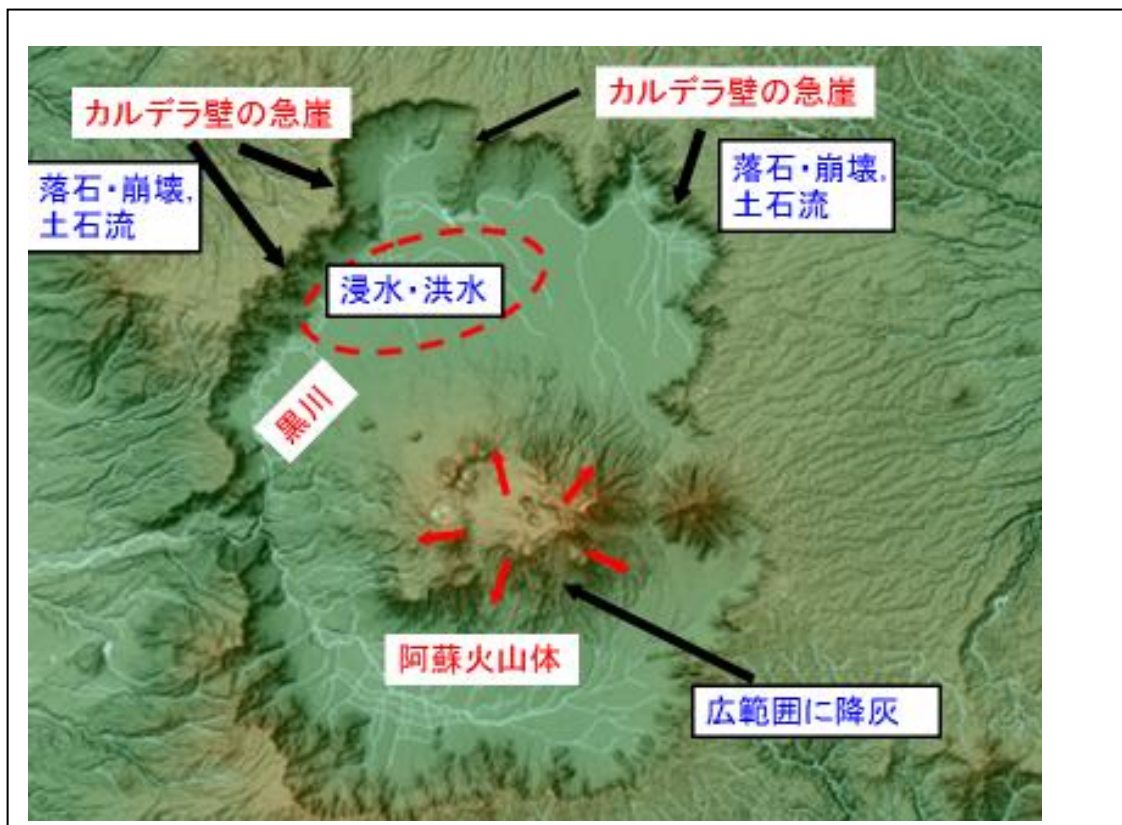 カルデラ壁の急崖
カルデラ壁の急崖
落石・崩壊,
土石流
落石・崩壊,
土石流
浸水・洪水
黒川
阿蘇火山体
広範囲に降灰